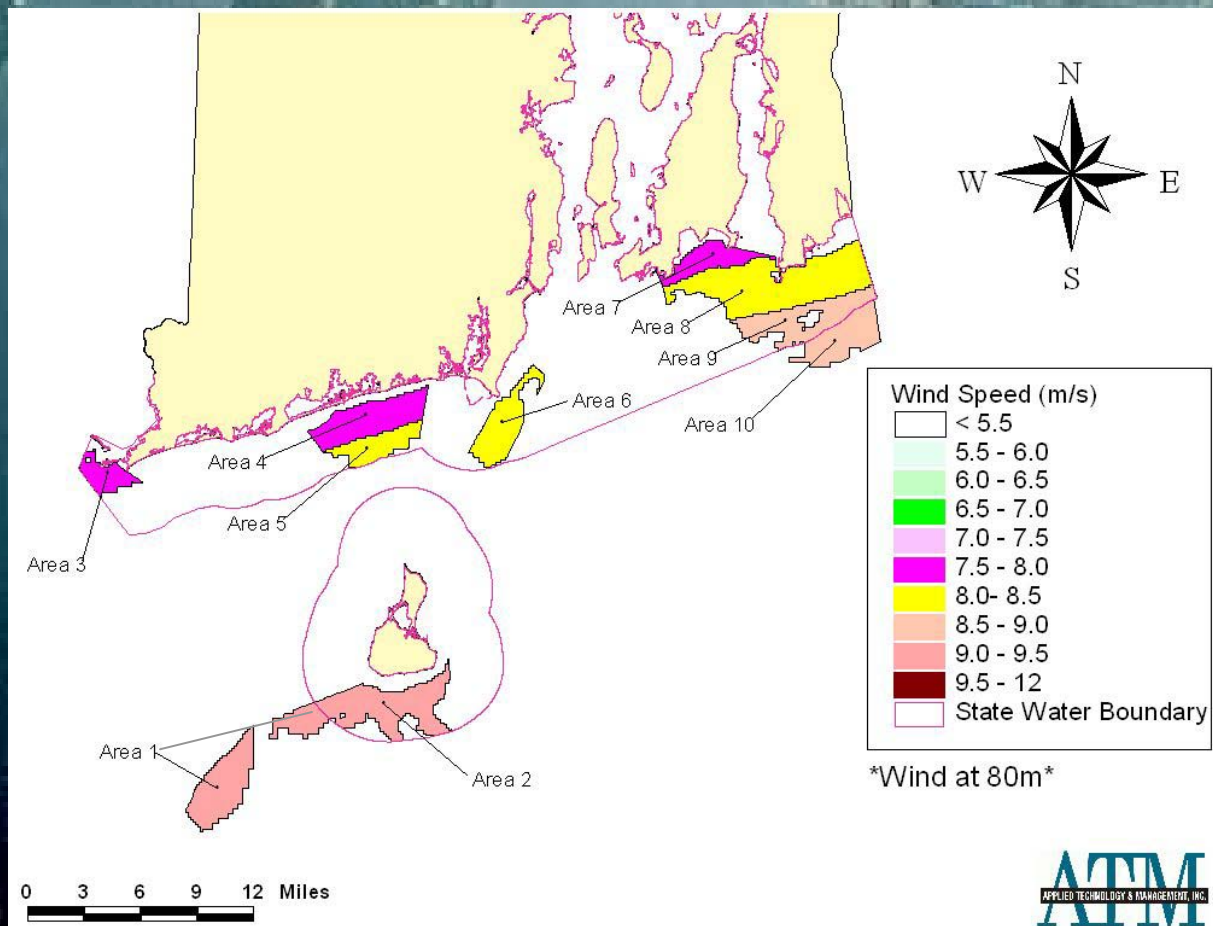 N
W
E
S
Area 7
Area 8
Area 9
Area 6
Area 10
Area 4
Area 5
Area 3
Area 1
Area 2
Wind Speed (m/s)
< 5.5
5.5 - 6.0
6.0 - 6.5
6.5 - 7.0
7.0 - 7.5
7.5 - 8.0
8.0- 8.5
8.5 - 9.0
9.0 - 9.5
9.5 - 12
State Water Boundary
*Wind at 80m*
0 3 6 9 12 Miles
ATM
APPLIED TECHNOLOGY & MANAGEMENT, INC.